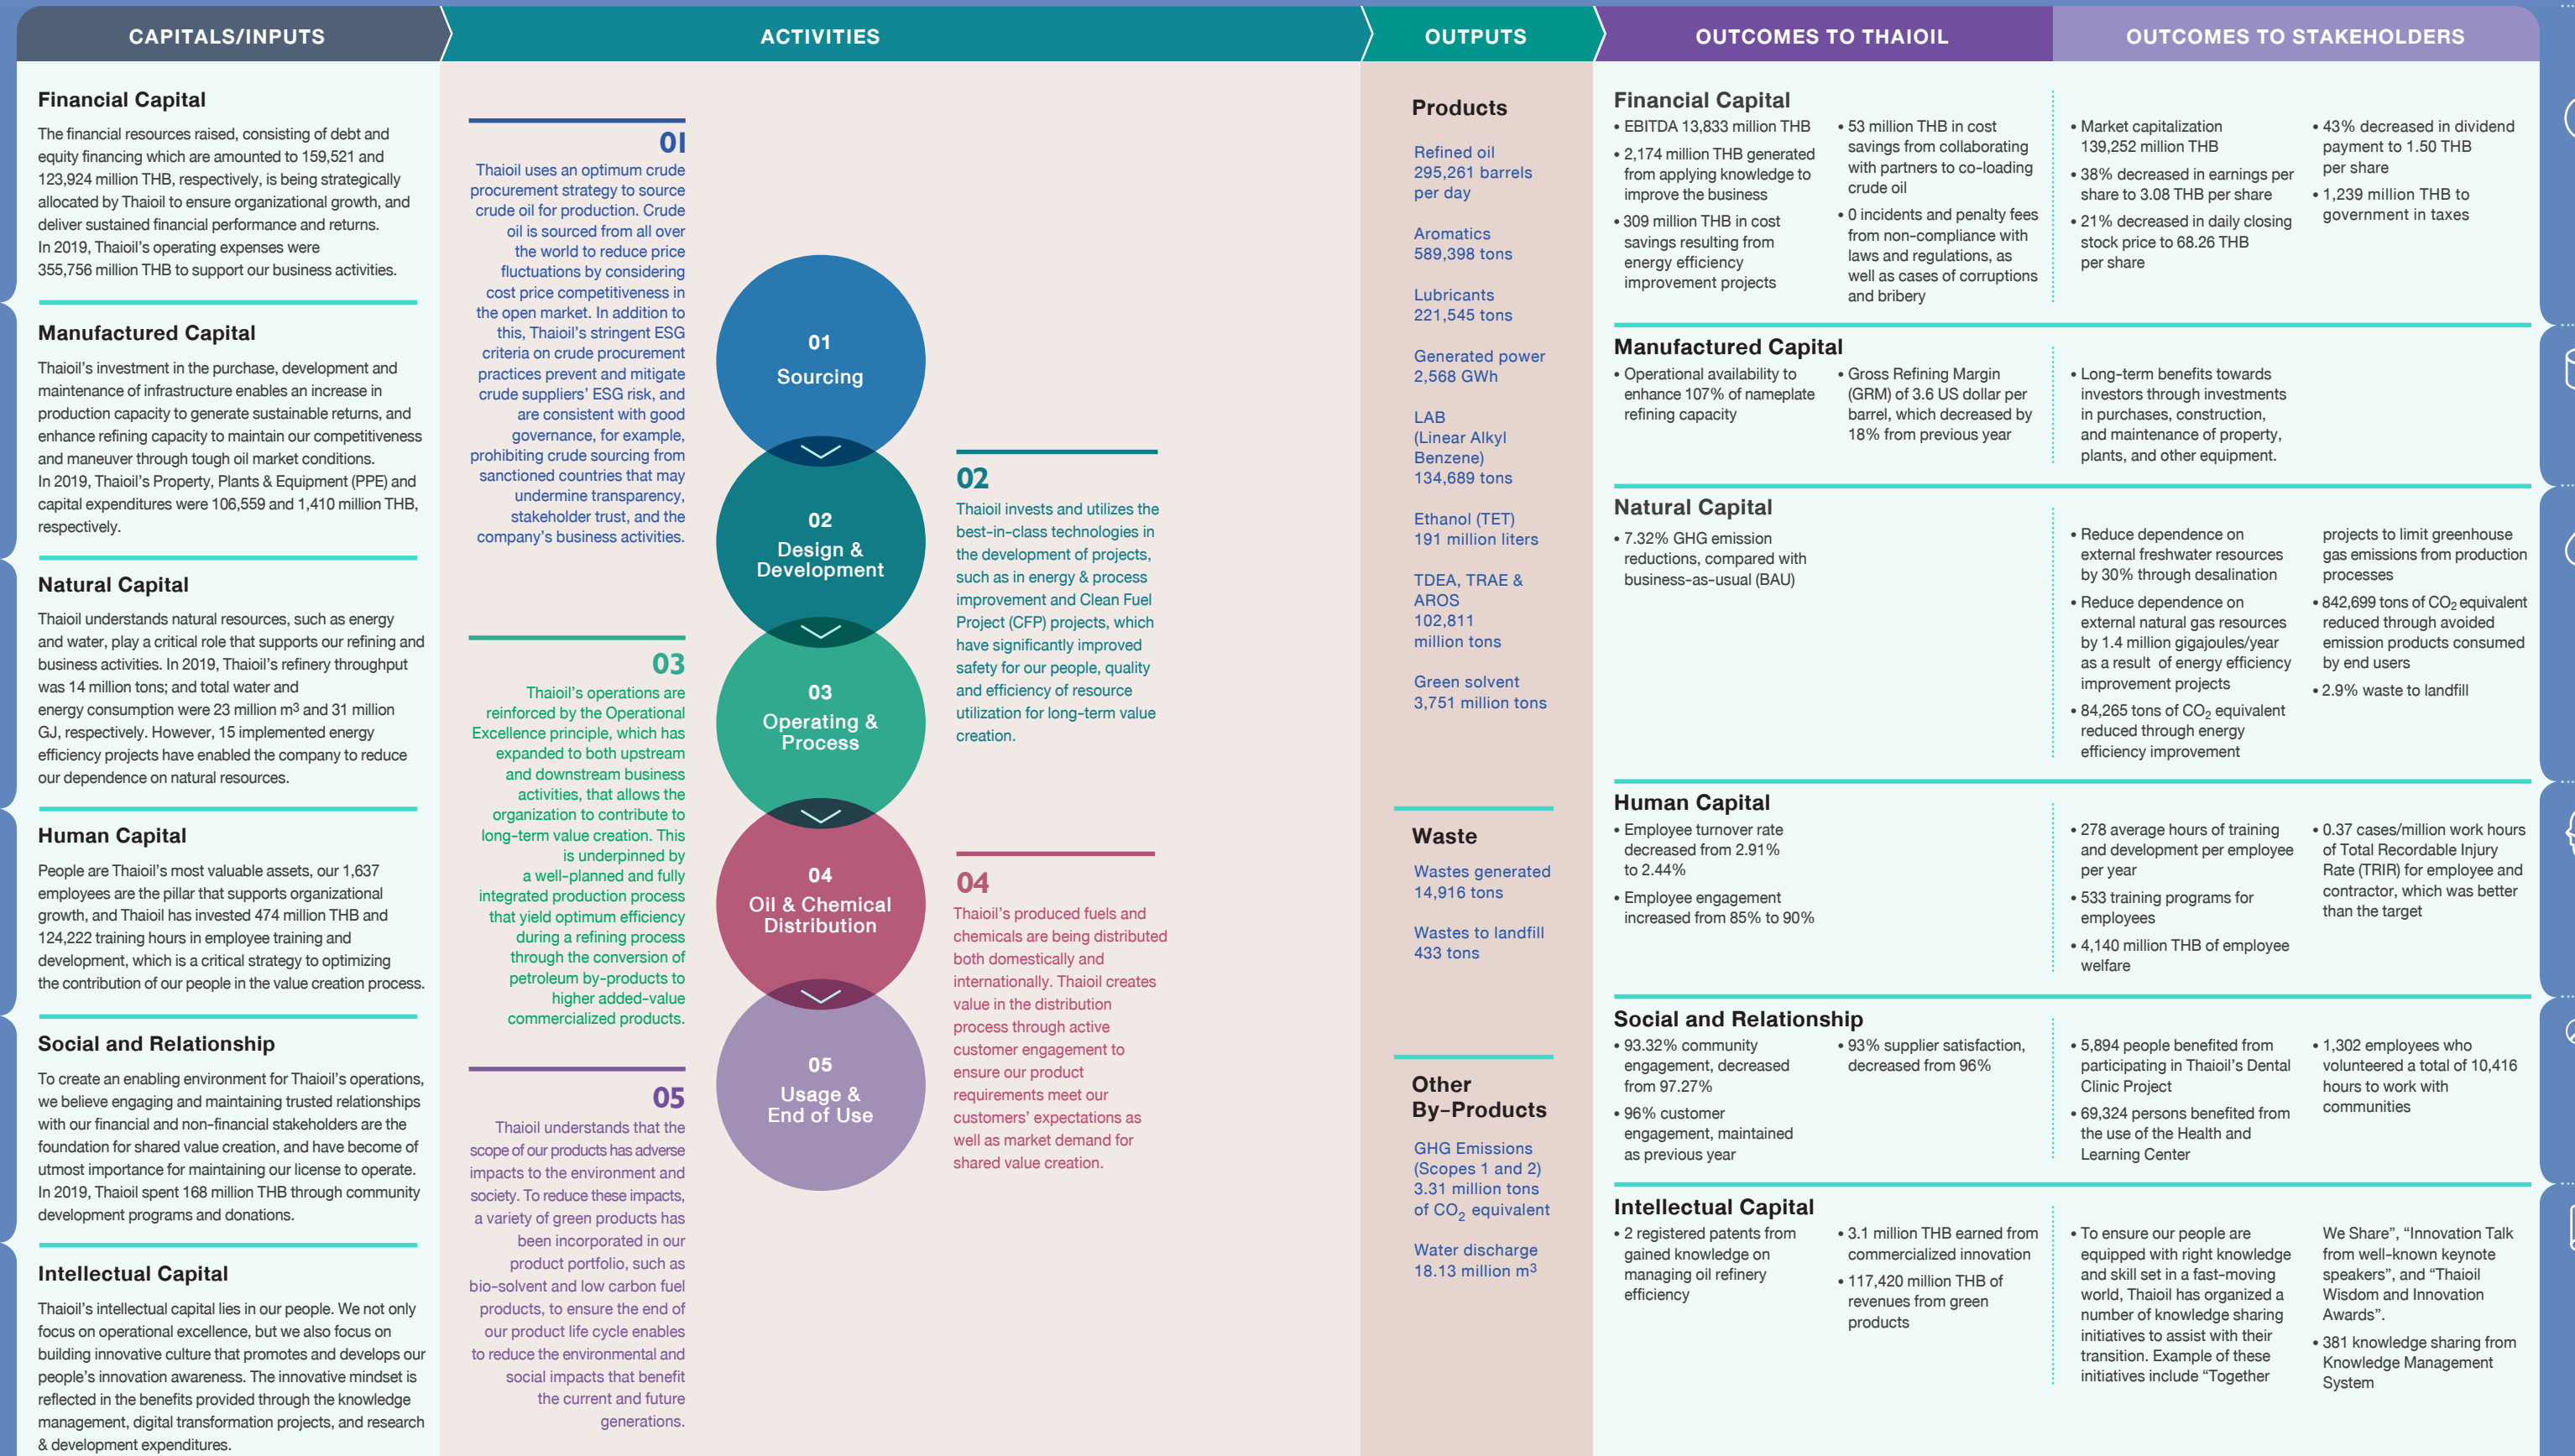 CAPITALS/INPUTS
ACTIVITIES
OUTPUTS
OUTCOMES TO THAIOIL
OUTCOMES TO STAKEHOLDERS
Financial Capital
The financial resources raised, consisting of debt and
equity financing which are amounted to 159,521 and
123,924 million THB, respectively, is being strategically
allocated by Thaioil to ensure organizational growth, and
deliver sustained financial performance and returns.
In 2019, Thaioil's operating expenses were
355,756 million THB to support our business activities.
Manufactured Capital
Thaioil's investment in the purchase, development and
maintenance of infrastructure enables an increase in
production capacity to generate sustainable returns, and
enhance refining capacity to maintain our competitiveness
and maneuver through tough oil market conditions.
In 2019, Thaioil's Property, Plants & Equipment (PPE) and
capital expenditures were 106,559 and 1,410 million THB,
respectively.
Natural Capital
Thaioil understands natural resources, such as energy
and water, play a critical role that supports our refining and
business activities. In 2019, Thaioil's refinery throughput
was 14 million tons; and total water and
energy consumption were 23 million m³ and 31 million
GJ, respectively. However, 15 implemented energy
efficiency projects have enabled the company to reduce
our dependence on natural resources.
Human Capital
People are Thaioil's most valuable assets, our 1,637
employees are the pillar that supports organizational
growth, and Thaioil has invested 474 million THB and
124,222 training hours in employee training and
development, which is a critical strategy to optimizing
the contribution of our people in the value creation process.
Social and Relationship
To create an enabling environment for Thaioil's operations,
we believe engaging and maintaining trusted relationships
with our financial and non-financial stakeholders are the
foundation for shared value creation, and have become of
utmost importance for maintaining our license to operate.
In 2019, Thaioil spent 168 million THB through community
development programs and donations.
Intellectual Capital
Thaioil's intellectual capital lies in our people. We not only
focus on operational excellence, but we also focus on
building innovative culture that promotes and develops our
people's innovation awareness. The innovative mindset is
reflected in the benefits provided through the knowledge
management, digital transformation projects, and research
& development expenditures.
01
Thaioil uses an optimum crude
procurement strategy to source
crude oil for production. Crude
oil is sourced from all over
the world to reduce price
fluctuations by considering
cost price competitiveness in
the open market. In addition to
this, Thaioil's stringent ESG
criteria on crude procurement
practices prevent and mitigate
crude suppliers' ESG risk, and
are consistent with good
governance, for example,
prohibiting crude sourcing from
sanctioned countries that may
undermine transparency,
stakeholder trust, and the
company's business activities.
03
Thaioil's operations are
reinforced by the Operational
Excellence principle, which has
expanded to both upstream
and downstream business
activities, that allows the
organization to contribute to
long-term value creation. This
is underpinned by
a well-planned and fully
integrated production process
that yield optimum efficiency
during a refining process
through the conversion of
petroleum by-products to
higher added-value
commercialized products.
05
Thaioil understands that the
scope of our products has adverse
impacts to the environment and
society. To reduce these impacts,
a variety of green products has
been incorporated in our
product portfolio, such as
bio-solvent and low carbon fuel
products, to ensure the end of
our product life cycle enables
to reduce the environmental and
social impacts that benefit
the current and future
generations.
01
Sourcing
02
Design &
Development
03
Operating &
Process
04
Oil & Chemical
Distribution
05
Usage &
End of Use
02
Thaioil invests and utilizes the
best-in-class technologies in
the development of projects,
such as in energy & process
improvement and Clean Fuel
Project (CFP) projects, which
have significantly improved
safety for our people, quality
and efficiency of resource
utilization for long-term value
creation.
04
Thaioil's produced fuels and
chemicals are being distributed
both domestically and
internationally. Thaioil creates
value in the distribution
process through active
customer engagement to
ensure our product
requirements meet our
customers' expectations as
well as market demand for
shared value creation.
Products
Refined oil
295,261 barrels
per day
Aromatics
589,398 tons
Lubricants
221,545 tons
Generated power
2,568 GWh
LAB
(Linear Alkyl
Benzene)
134,689 tons
Ethanol (TET)
191 million liters
TDEA, TRAE &
AROS
102,811
million tons
Green solvent
3,751 million tons
Waste
Wastes generated
14,916 tons
Wastes to landfill
433 tons
Other
By-Products
GHG Emissions
(Scopes 1 and 2)
3.31 million tons
of CO₂ equivalent
Water discharge
18.13 million m³
Financial Capital
• EBITDA 13,833 million THB
• 2,174 million THB generated
from applying knowledge to
improve the business
• 309 million THB in cost
savings resulting from
energy efficiency
improvement projects
• 53 million THB in cost
savings from collaborating
with partners to co-loading
crude oil
• 0 incidents and penalty fees
from non-compliance with
laws and regulations, as
well as cases of corruptions
and bribery
• Market capitalization
139,252 million THB
• 38% decreased in earnings per
share to 3.08 THB per share
• 21% decreased in daily closing
stock price to 68.26 THB
per share
• 43% decreased in dividend
payment to 1.50 THB
per share
• 1,239 million THB to
government in taxes
Manufactured Capital
• Operational availability to
enhance 107% of nameplate
refining capacity
• Gross Refining Margin
(GRM) of 3.6 US dollar per
barrel, which decreased by
18% from previous year
• Long-term benefits towards
investors through investments
in purchases, construction,
and maintenance of property,
plants, and other equipment.
Natural Capital
• 7.32% GHG emission
reductions, compared with
business-as-usual (BAU)
• Reduce dependence on
external freshwater resources
by 30% through desalination
• Reduce dependence on
external natural gas resources
by 1.4 million gigajoules/year
as a result of energy efficiency
improvement projects
• 84,265 tons of CO₂ equivalent
reduced through energy
efficiency improvement
projects to limit greenhouse
gas emissions from production
processes
• 842,699 tons of CO₂ equivalent
reduced through avoided
emission products consumed
by end users
• 2.9% waste to landfill
Human Capital
• Employee turnover rate
decreased from 2.91%
to 2.44%
• Employee engagement
increased from 85% to 90%
• 278 average hours of training
and development per employee
per year
• 533 training programs for
employees
• 4,140 million THB of employee
welfare
• 0.37 cases/million work hours
of Total Recordable Injury
Rate (TRIR) for employee and
contractor, which was better
than the target
Social and Relationship
• 93.32% community
engagement, decreased
from 97.27%
• 96% customer
engagement, maintained
as previous year
• 93% supplier satisfaction,
decreased from 96%
• 5,894 people benefited from
participating in Thaioil's Dental
Clinic Project
• 69,324 persons benefited from
the use of the Health and
Learning Center
• 1,302 employees who
volunteered a total of 10,416
hours to work with
communities
Intellectual Capital
• 2 registered patents from
gained knowledge on
managing oil refinery
efficiency
• 3.1 million THB earned from
commercialized innovation
• 117,420 million THB of
revenues from green
products
• To ensure our people are
equipped with right knowledge
and skill set in a fast-moving
world, Thaioil has organized a
number of knowledge sharing
initiatives to assist with their
transition. Example of these
initiatives include “Together
We Share”, “Innovation Talk
from well-known keynote
speakers”, and “Thaioil
Wisdom and Innovation
Awards”.
• 381 knowledge sharing from
Knowledge Management
System